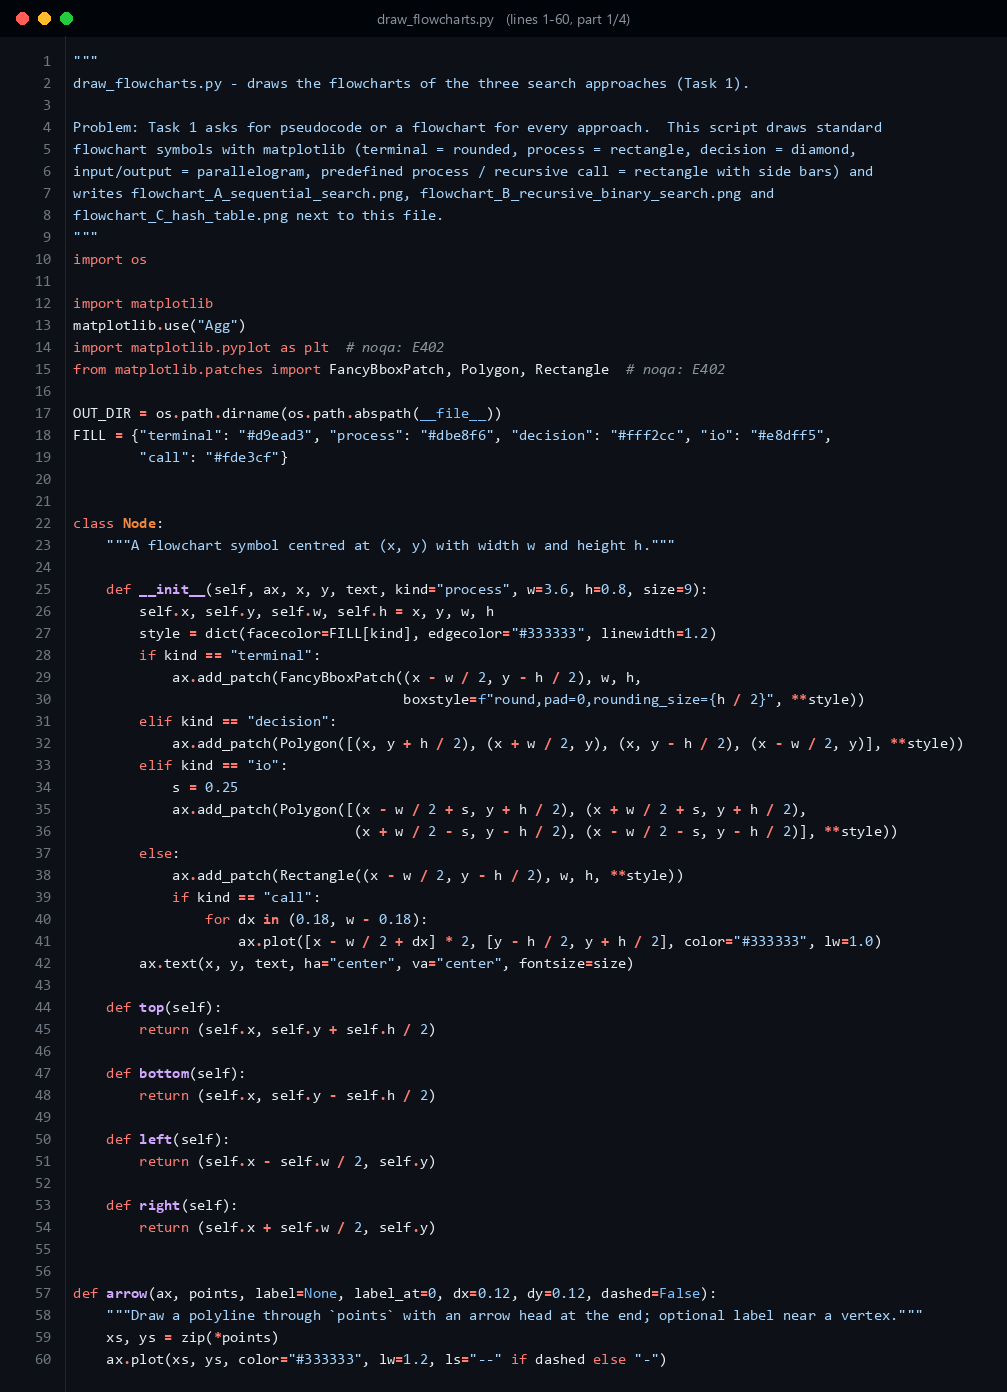 draw_flowcharts.py (lines 1-60, part 1/4)
1 """
2 draw_flowcharts.py - draws the flowcharts of the three search approaches (Task 1).
3
4 Problem: Task 1 asks for pseudocode or a flowchart for every approach.  This script draws standard
5 flowchart symbols with matplotlib (terminal = rounded, process = rectangle, decision = diamond,
6 input/output = parallelogram, predefined process / recursive call = rectangle with side bars) and
7 writes flowchart_A_sequential_search.png, flowchart_B_recursive_binary_search.png and
8 flowchart_C_hash_table.png next to this file.
9 """
10 import os
11
12 import matplotlib
13 matplotlib.use("Agg")
14 import matplotlib.pyplot as plt  # noqa: E402
15 from matplotlib.patches import FancyBboxPatch, Polygon, Rectangle  # noqa: E402
16
17 OUT_DIR = os.path.dirname(os.path.abspath(__file__))
18 FILL = {"terminal": "#d9ead3", "process": "#dbe8f6", "decision": "#fff2cc", "io": "#e8dff5",
19         "call": "#fde3cf"}
20
21
22 class Node:
23     """A flowchart symbol centred at (x, y) with width w and height h."""
24
25     def __init__(self, ax, x, y, text, kind="process", w=3.6, h=0.8, size=9):
26         self.x, self.y, self.w, self.h = x, y, w, h
27         style = dict(facecolor=FILL[kind], edgecolor="#333333", linewidth=1.2)
28         if kind == "terminal":
29             ax.add_patch(FancyBboxPatch((x - w / 2, y - h / 2), w, h,
30                                         boxstyle=f"round,pad=0,rounding_size={h / 2}", **style))
31         elif kind == "decision":
32             ax.add_patch(Polygon([(x, y + h / 2), (x + w / 2, y), (x, y - h / 2), (x - w / 2, y)], **style))
33         elif kind == "io":
34             s = 0.25
35             ax.add_patch(Polygon([(x - w / 2 + s, y + h / 2), (x + w / 2 + s, y + h / 2),
36                                   (x + w / 2 - s, y - h / 2), (x - w / 2 - s, y - h / 2)], **style))
37         else:
38             ax.add_patch(Rectangle((x - w / 2, y - h / 2), w, h, **style))
39             if kind == "call":
40                 for dx in (0.18, w - 0.18):
41                     ax.plot([x - w / 2 + dx] * 2, [y - h / 2, y + h / 2], color="#333333", lw=1.0)
42         ax.text(x, y, text, ha="center", va="center", fontsize=size)
43
44     def top(self):
45         return (self.x, self.y + self.h / 2)
46
47     def bottom(self):
48         return (self.x, self.y - self.h / 2)
49
50     def left(self):
51         return (self.x - self.w / 2, self.y)
52
53     def right(self):
54         return (self.x + self.w / 2, self.y)
55
56
57 def arrow(ax, points, label=None, label_at=0, dx=0.12, dy=0.12, dashed=False):
58     """Draw a polyline through `points` with an arrow head at the end; optional label near a vertex."""
59     xs, ys = zip(*points)
60     ax.plot(xs, ys, color="#333333", lw=1.2, ls="--" if dashed else "-")